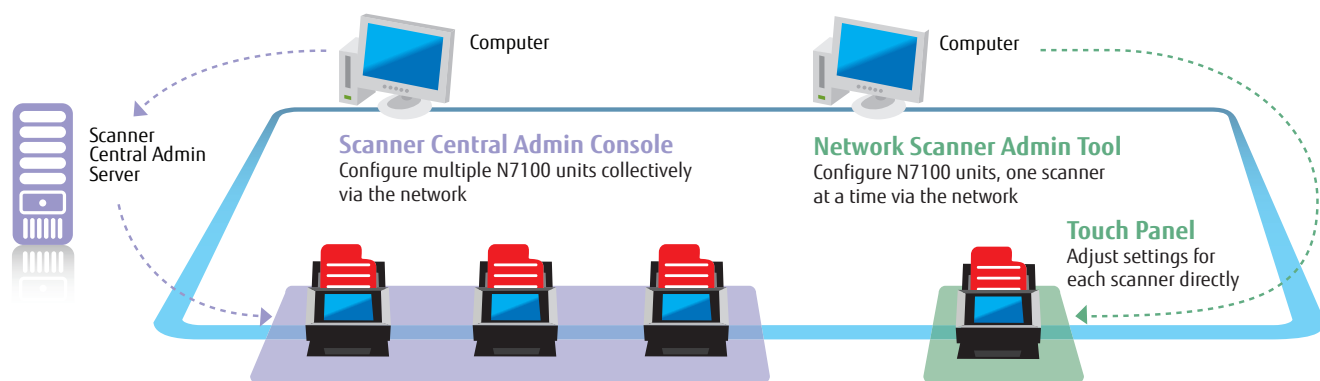 Computer
Scanner
Central Admin
Server
Scanner Central Admin Console
Configure multiple N7100 units collectively
via the network
Computer
Network Scanner Admin Tool
Configure N7100 units, one scanner
at a time via the network
Touch Panel
Adjust settings for
each scanner directly